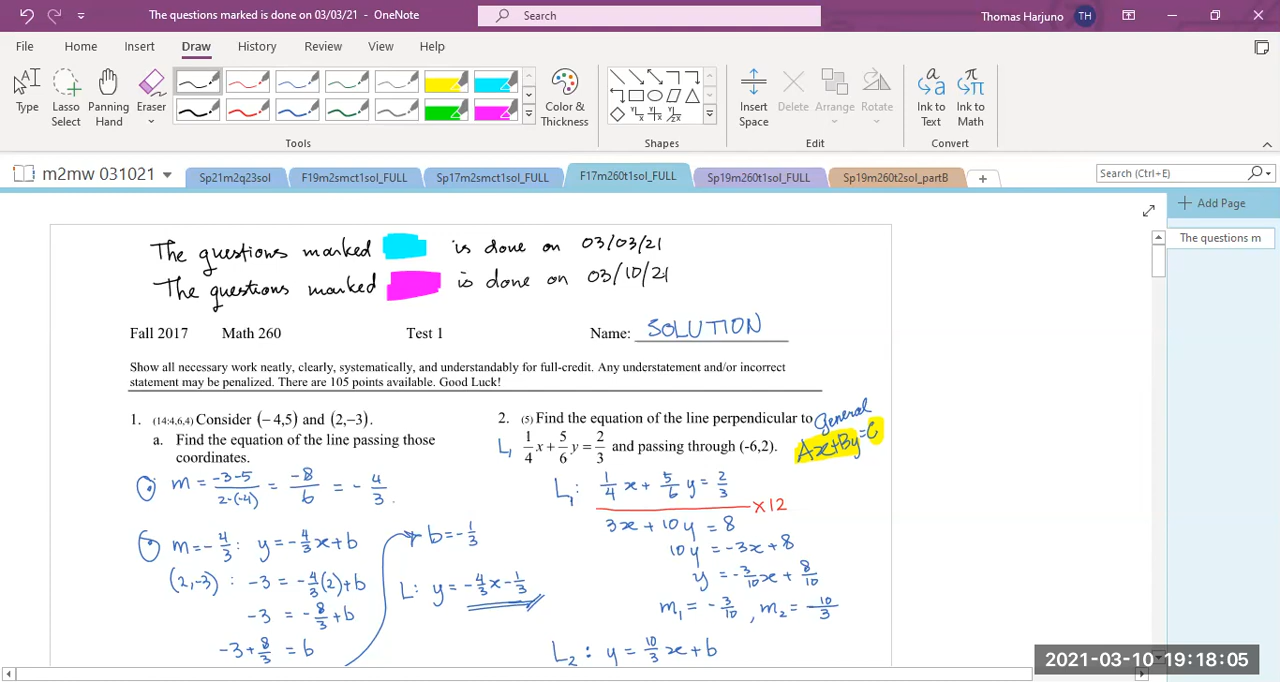 The questions marked is done on 03/03/21 - OneNote
Search
Thomas Harjuno TH
File Home Insert Draw History Review View Help
Type
Lasso Select
Panning Hand
Eraser
Color & Thickness
Insert Space
Delete
Arrange
Rotate
Ink to Text
Ink to Math
Tools
Shapes
Edit
Convert
m2mw 031021
Sp21m2q23sol
F19m2smct1sol_FULL
Sp17m2smct1sol_FULL
F17m260t1sol_FULL
Sp19m260t1sol_FULL
Sp19m260t2sol_partB
Search (Ctrl+E)
Add Page
The questions m
The questions marked is done on 03/03/21
The questions marked is done on 03/10/21
Fall 2017 Math 260 Test 1 Name: SOLUTION
Show all necessary work neatly, clearly, systematically, and understandably for full-credit. Any understatement and/or incorrect
statement may be penalized. There are 105 points available. Good Luck!
1. (14:4,6,4) Consider (−4,5) and (2,−3).
a. Find the equation of the line passing those
coordinates.
m = (-3-5)/(2-(-4)) = -8/6 = -4/3
m = -4/3 : y = -4/3 x + b
(2,-3) : -3 = -4/3(2) + b
-3 = -8/3 + b
-3 + 8/3 = b
b = -1/3
L: y = -4/3 x - 1/3
2. (5) Find the equation of the line perpendicular to
L1 1/4 x + 5/6 y = 2/3 and passing through (-6,2).
general
Ax+By=C
L1: 1/4 x + 5/6 y = 2/3
×12
3x + 10y = 8
10y = -3x + 8
y = -3/10 x + 8/10
m1 = -3/10 , m2 = 10/3
L2 : y = 10/3 x + b
2021-03-10 19:18:05